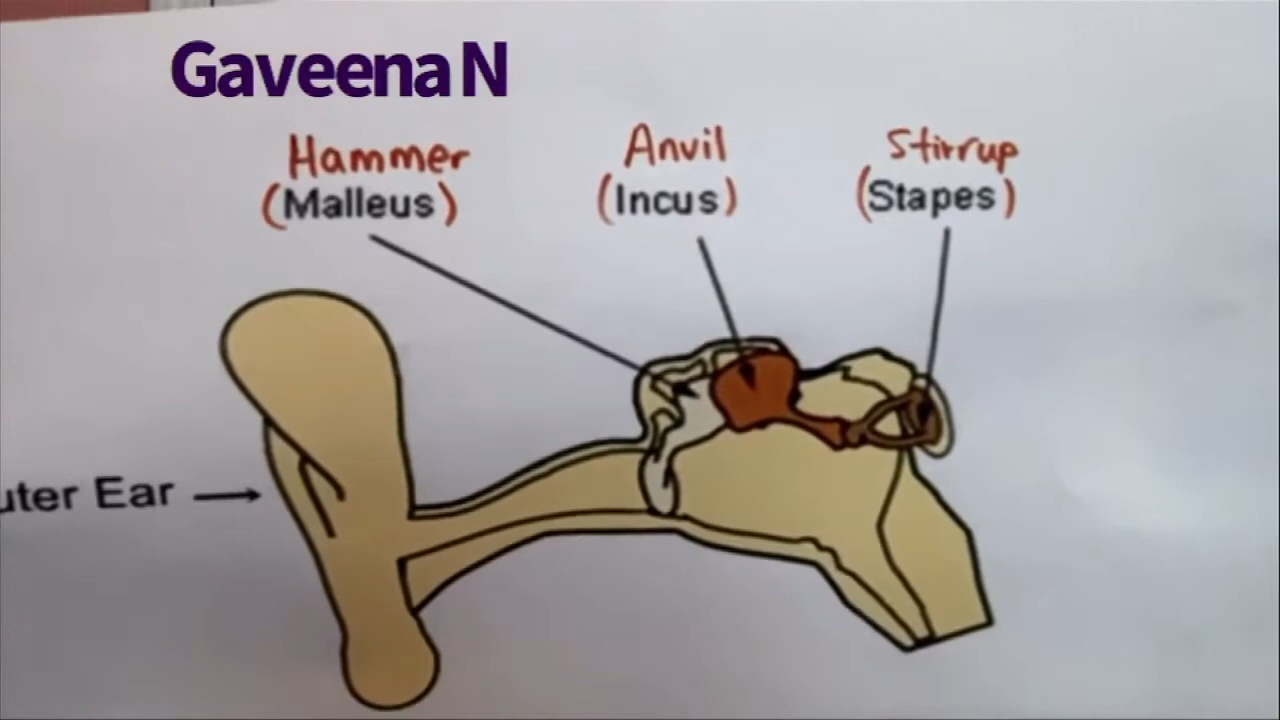 Gaveena N
Hammer Anvil Stirrup
(Malleus) (Incus) (Stapes)
uter Ear